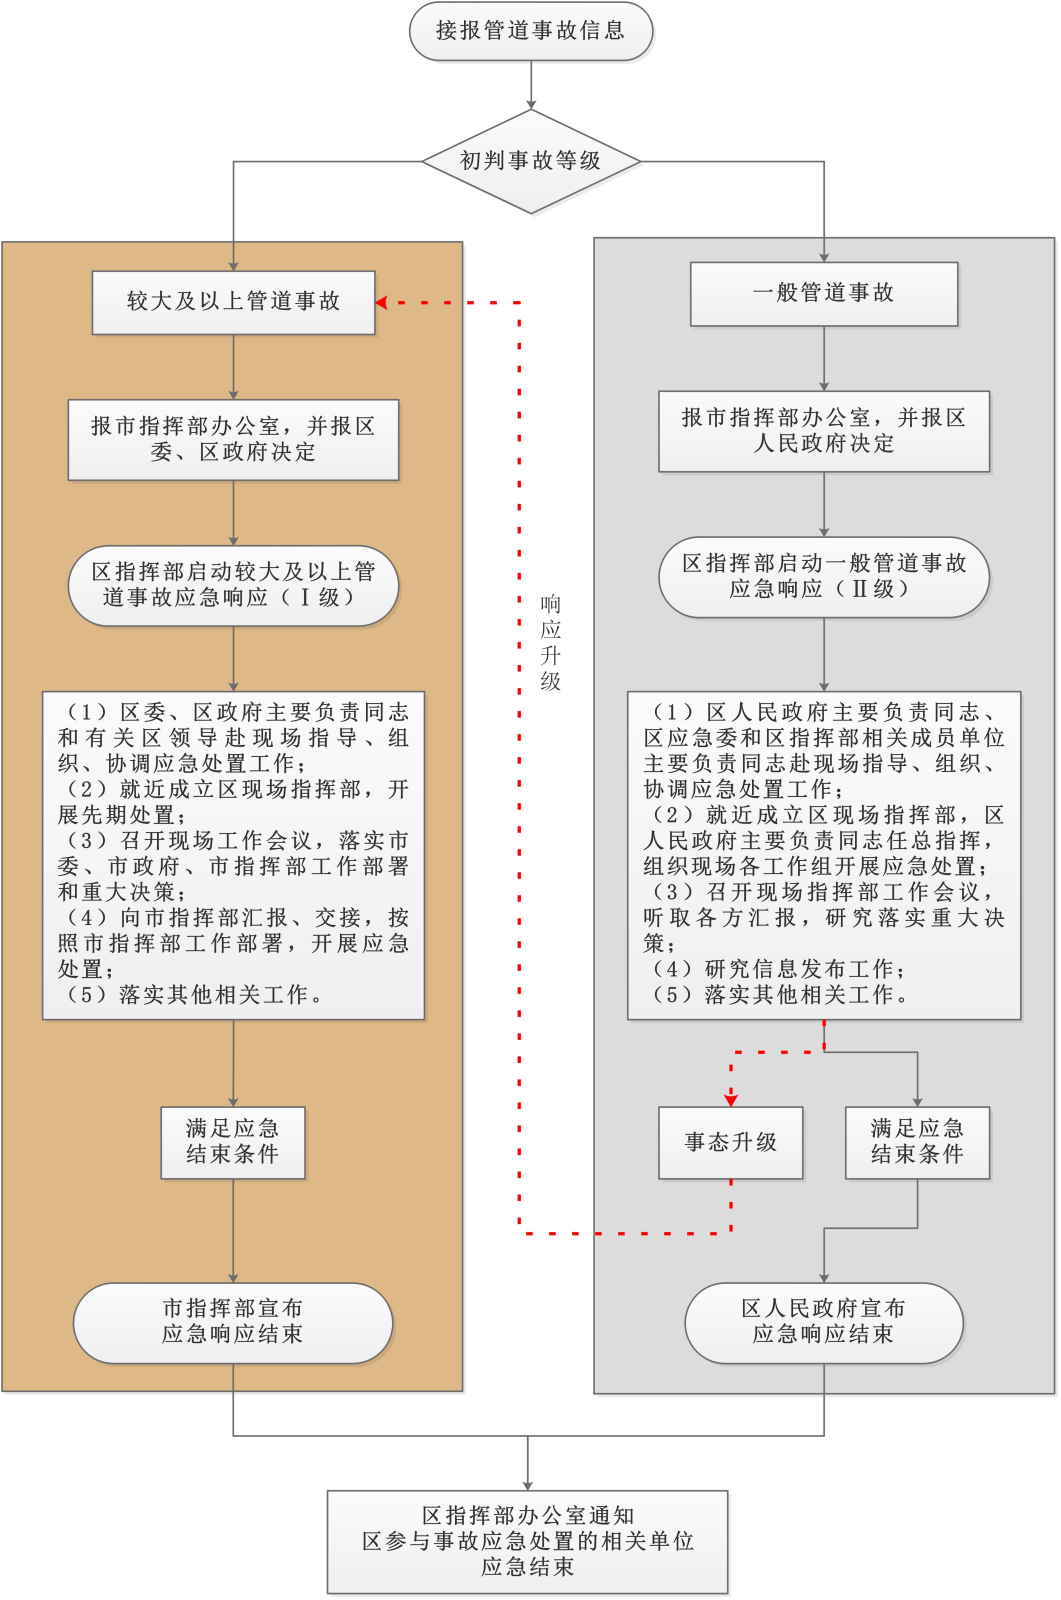 接报管道事故信息
初判事故等级
较大及以上管道事故
报市指挥部办公室，并报区
委、区政府决定
区指挥部启动较大及以上管
道事故应急响应（Ⅰ级）
（1）区委、区政府主要负责同志
和有关区领导赴现场指导、组
织、协调应急处置工作；
（2）就近成立区现场指挥部，开
展先期处置；
（3）召开现场工作会议，落实市
委、市政府、市指挥部工作部署
和重大决策；
（4）向市指挥部汇报、交接，按
照市指挥部工作部署，开展应急
处置；
（5）落实其他相关工作。
满足应急
结束条件
市指挥部宣布
应急响应结束
响
应
升
级
一般管道事故
报市指挥部办公室，并报区
人民政府决定
区指挥部启动一般管道事故
应急响应（Ⅱ级）
（1）区人民政府主要负责同志、
区应急委和区指挥部相关成员单位
主要负责同志赴现场指导、组织、
协调应急处置工作；
（2）就近成立区现场指挥部，区
人民政府主要负责同志任总指挥，
组织现场各工作组开展应急处置；
（3）召开现场指挥部工作会议，
听取各方汇报，研究落实重大决
策；
（4）研究信息发布工作；
（5）落实其他相关工作。
事态升级
满足应急
结束条件
区人民政府宣布
应急响应结束
区指挥部办公室通知
区参与事故应急处置的相关单位
应急结束